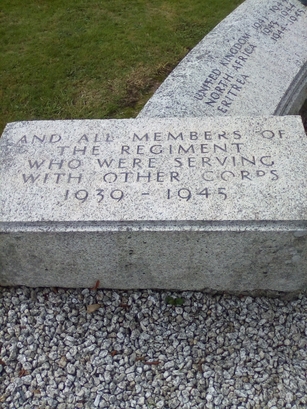 AND ALL MEMBERS OF
THE REGIMENT
WHO WERE SERVING
WITH OTHER CORPS
1939 - 1945
UNITED KINGDOM
NORTH AFRICA
ERITREA